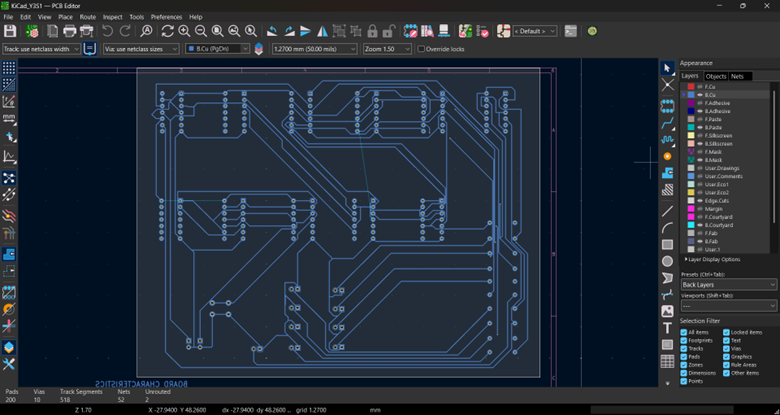 KiCad_Y3S1 — PCB Editor
File Edit View Place Route Inspect Tools Preferences Help
Track: use netclass width
Via: use netclass sizes
B.Cu (PgDn)
1.2700 mm (50.00 mils)
Zoom 1.50
Override locks
< Default >
Appearance
Layers Objects Nets
F.Cu
B.Cu
F.Adhesive
B.Adhesive
F.Paste
B.Paste
F.Silkscreen
B.Silkscreen
F.Mask
B.Mask
User.Drawings
User.Comments
User.Eco1
User.Eco2
Edge.Cuts
Margin
F.Courtyard
B.Courtyard
F.Fab
B.Fab
User.1
Layer Display Options
Presets (Ctrl+Tab):
Back Layers
Viewports (Shift+Tab):
---
Selection Filter
All items Locked items
Footprints Text
Tracks Vias
Pads Graphics
Zones Rule Areas
Dimensions Other items
Points
BOARD CHARACTERISTICS
Pads Vias Track Segments Nets Unrouted
200 10 518 52 2
Z 1.70 X -27.9400 Y 48.2600 dx -27.9400 dy 48.2600 ... grid 1.2700 mm